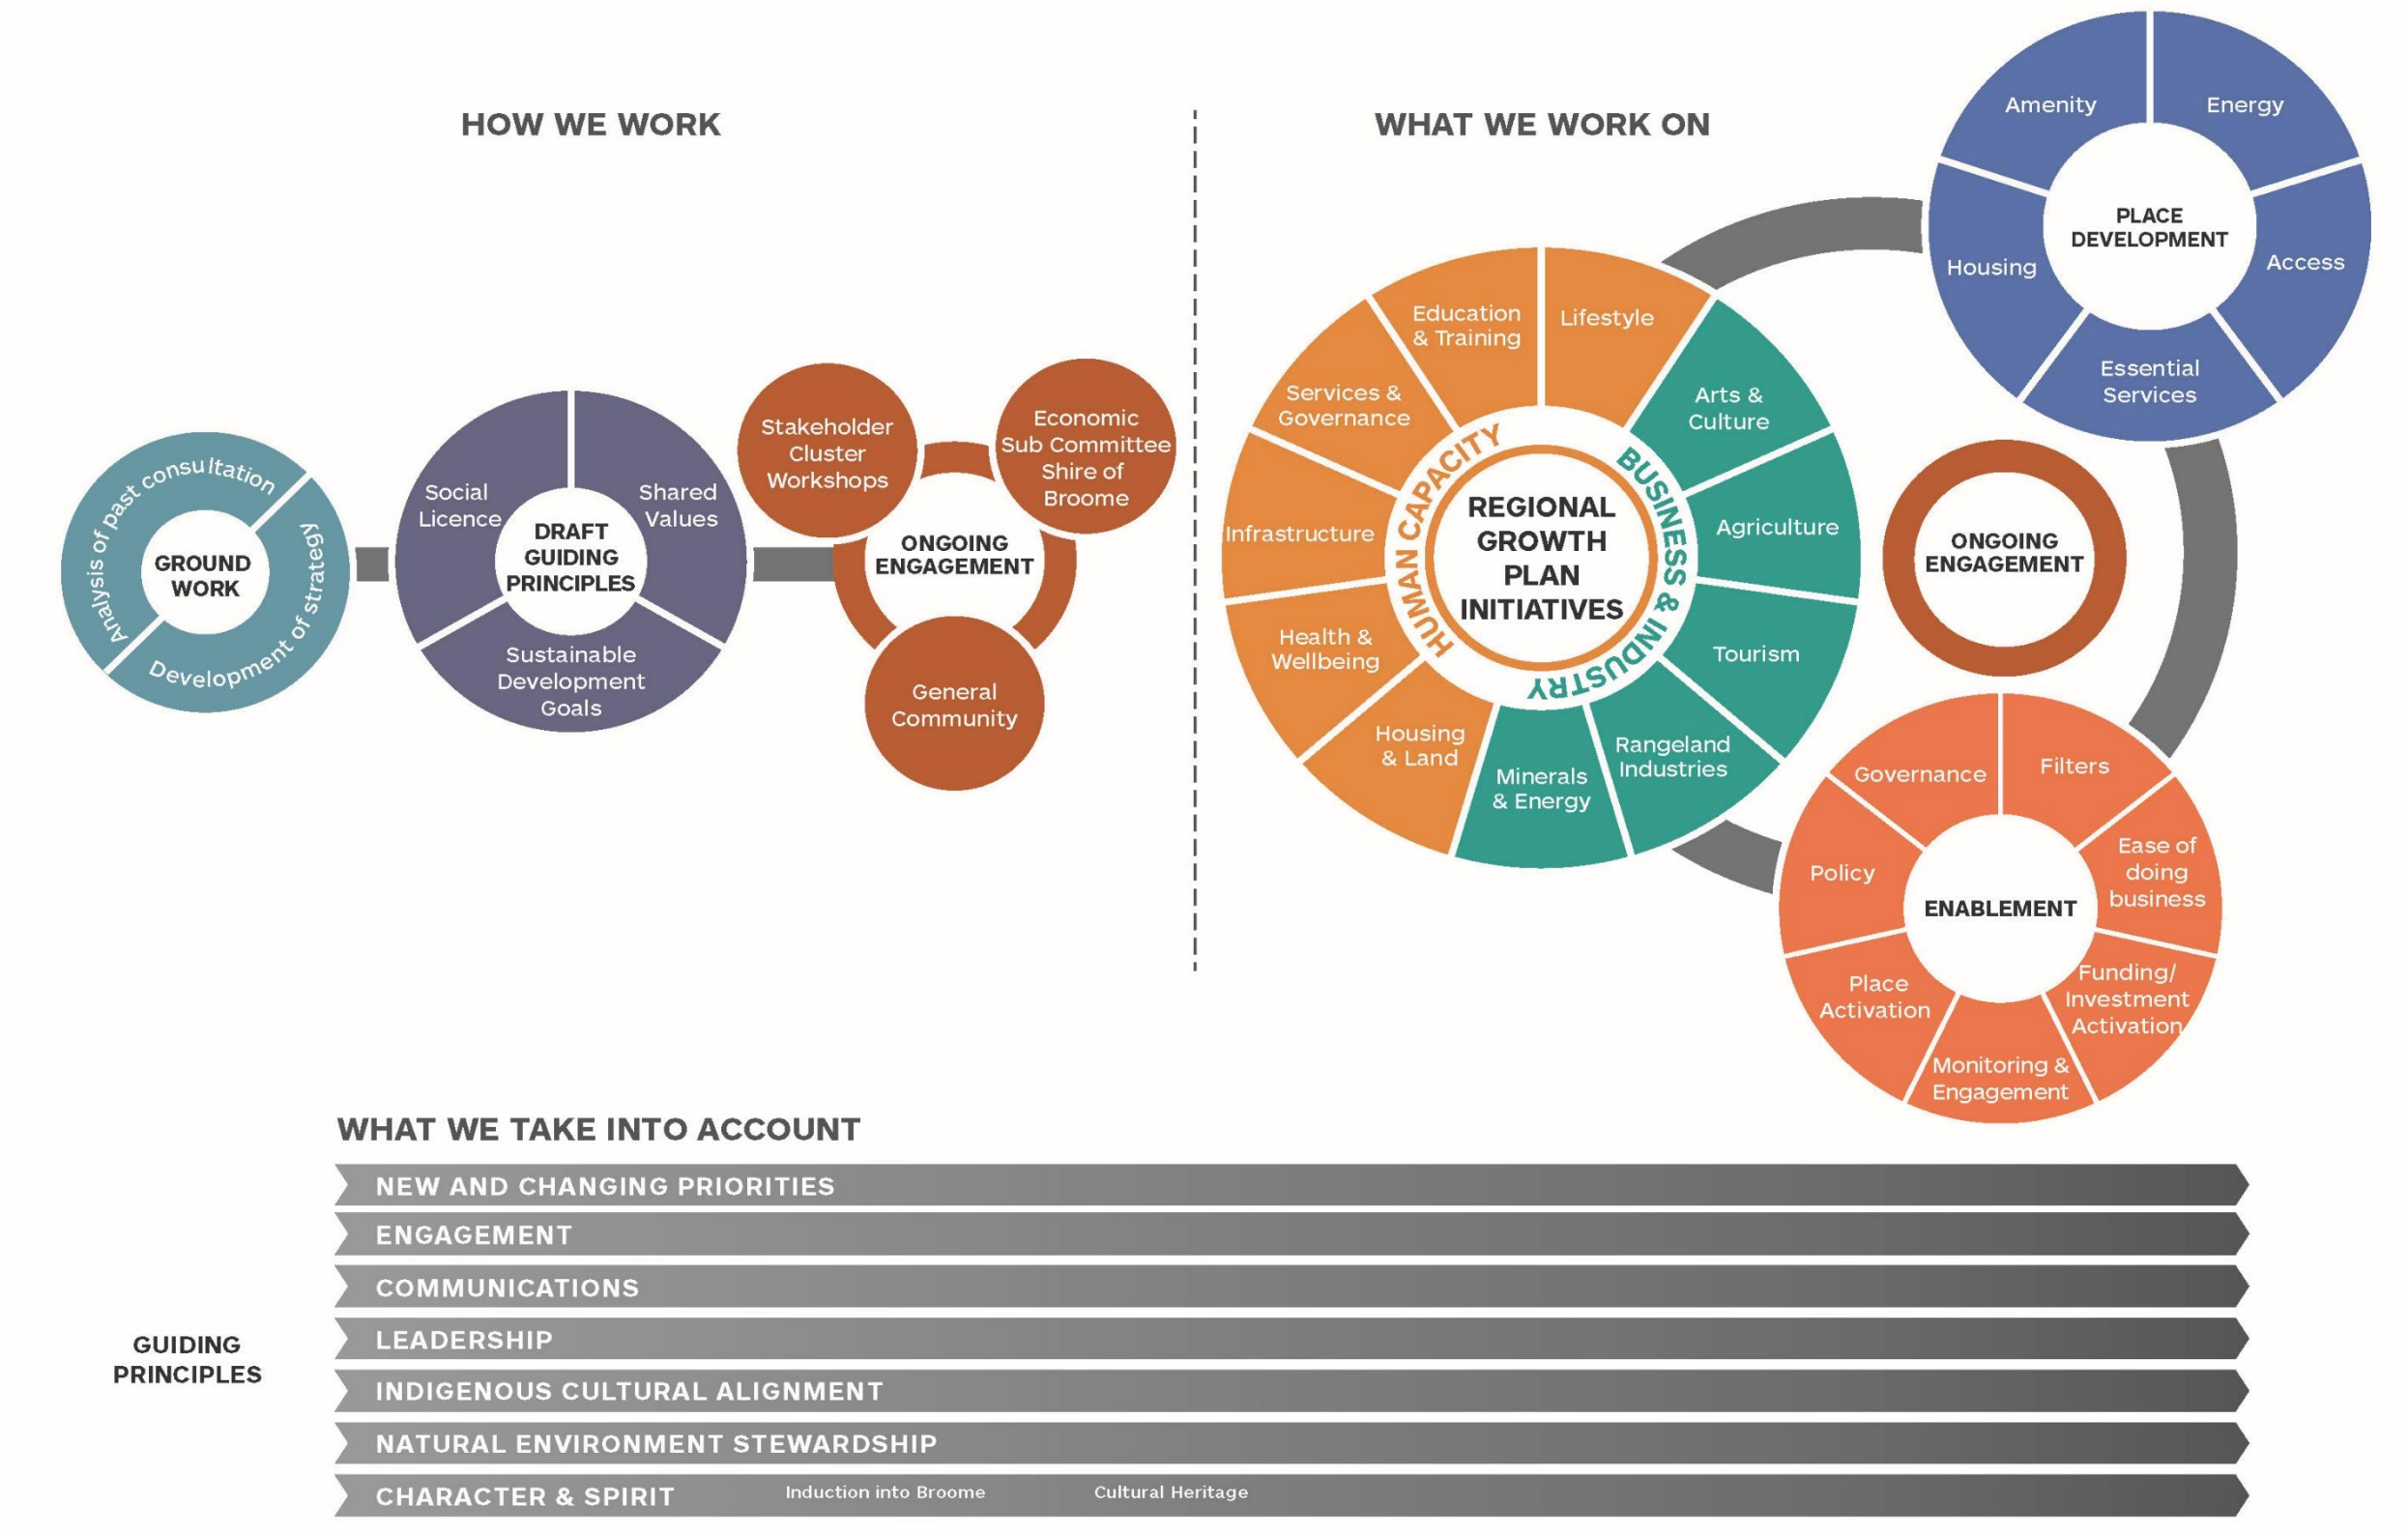 HOW WE WORK
Analysis of past consultation
Development of strategy
GROUND
WORK
Social
Licence
Shared
Values
Sustainable
Development
Goals
DRAFT
GUIDING
PRINCIPLES
Stakeholder
Cluster
Workshops
Economic
Sub Committee
Shire of
Broome
ONGOING
ENGAGEMENT
General
Community
WHAT WE WORK ON
Education
& Training
Lifestyle
Services &
Governance
Infrastructure
Health &
Wellbeing
Housing
& Land
Arts &
Culture
Agriculture
Tourism
Rangeland
Industries
Minerals
& Energy
HUMAN CAPACITY
BUSINESS & INDUSTRY
REGIONAL
GROWTH
PLAN
INITIATIVES
Amenity
Energy
Housing
Access
Essential
Services
PLACE
DEVELOPMENT
ONGOING
ENGAGEMENT
Governance
Filters
Policy
Ease of
doing
business
Place
Activation
Funding/
Investment
Activation
Monitoring &
Engagement
ENABLEMENT
WHAT WE TAKE INTO ACCOUNT
GUIDING
PRINCIPLES
NEW AND CHANGING PRIORITIES
ENGAGEMENT
COMMUNICATIONS
LEADERSHIP
INDIGENOUS CULTURAL ALIGNMENT
NATURAL ENVIRONMENT STEWARDSHIP
CHARACTER & SPIRIT Induction into Broome Cultural Heritage